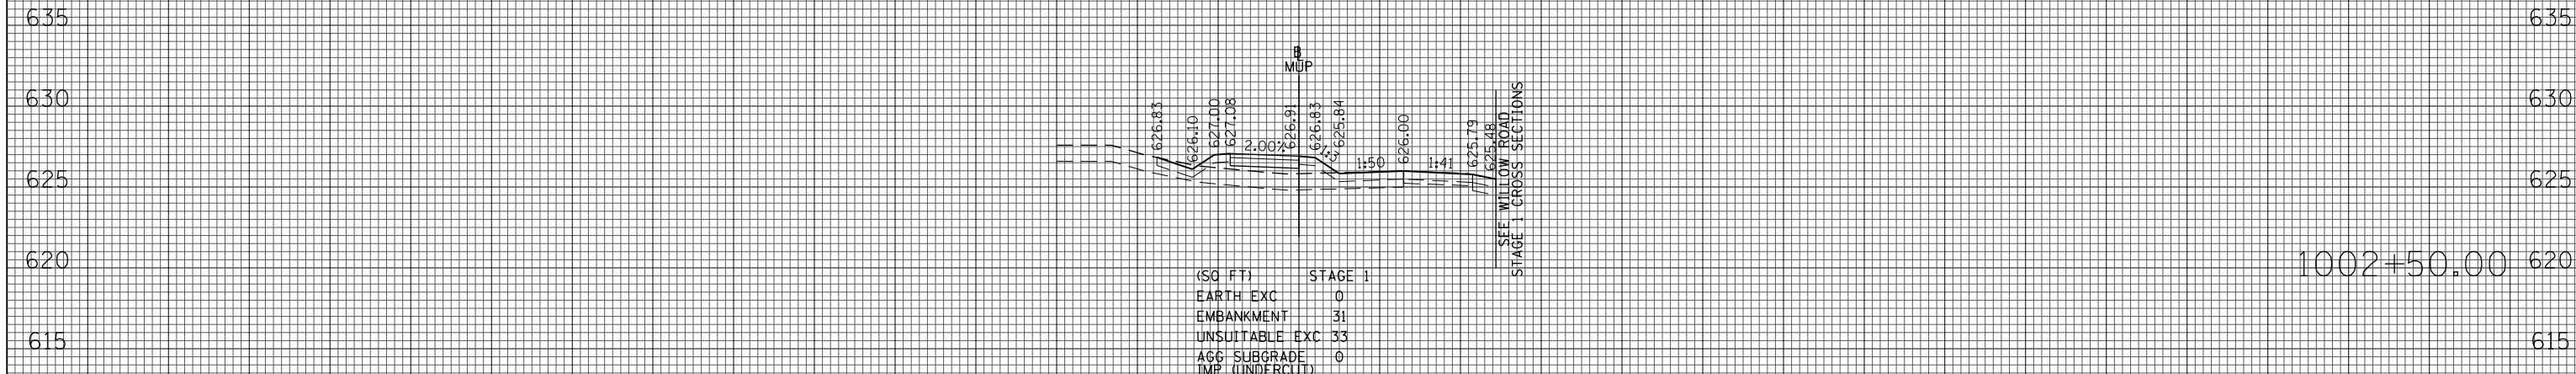 635 635
BL
MUP
630 630
626.83 626.10 627.00 627.08 626.91 626.83 625.84 626.00 625.79 625.48
SEE WILLOW ROAD
STAGE 1 CROSS SECTIONS
2.00% 1:3 1:50 1:41
625 625
620 1002+50.00 620
(SQ FT) STAGE 1
EARTH EXC 0
EMBANKMENT 31
UNSUITABLE EXC 33
615 615
AGG SUBGRADE 0
IMP (UNDERCUT)